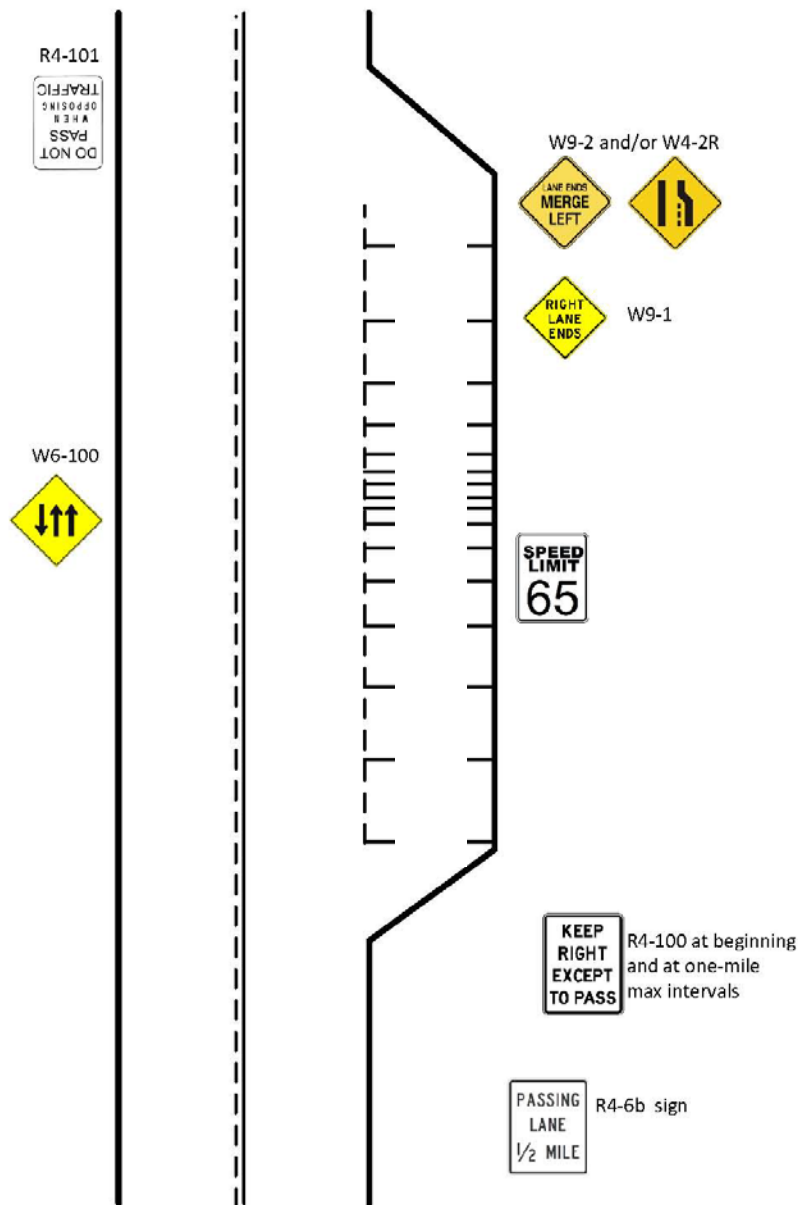 R4-101
DO NOT
PASS
WHEN
OPPOSING
TRAFFIC
W9-2 and/or W4-2R
LANE ENDS
MERGE
LEFT
RIGHT
LANE
ENDS
W9-1
W6-100
SPEED
LIMIT
65
KEEP
RIGHT
EXCEPT
TO PASS
R4-100 at beginning
and at one-mile
max intervals
PASSING
LANE
1/2 MILE
R4-6b sign